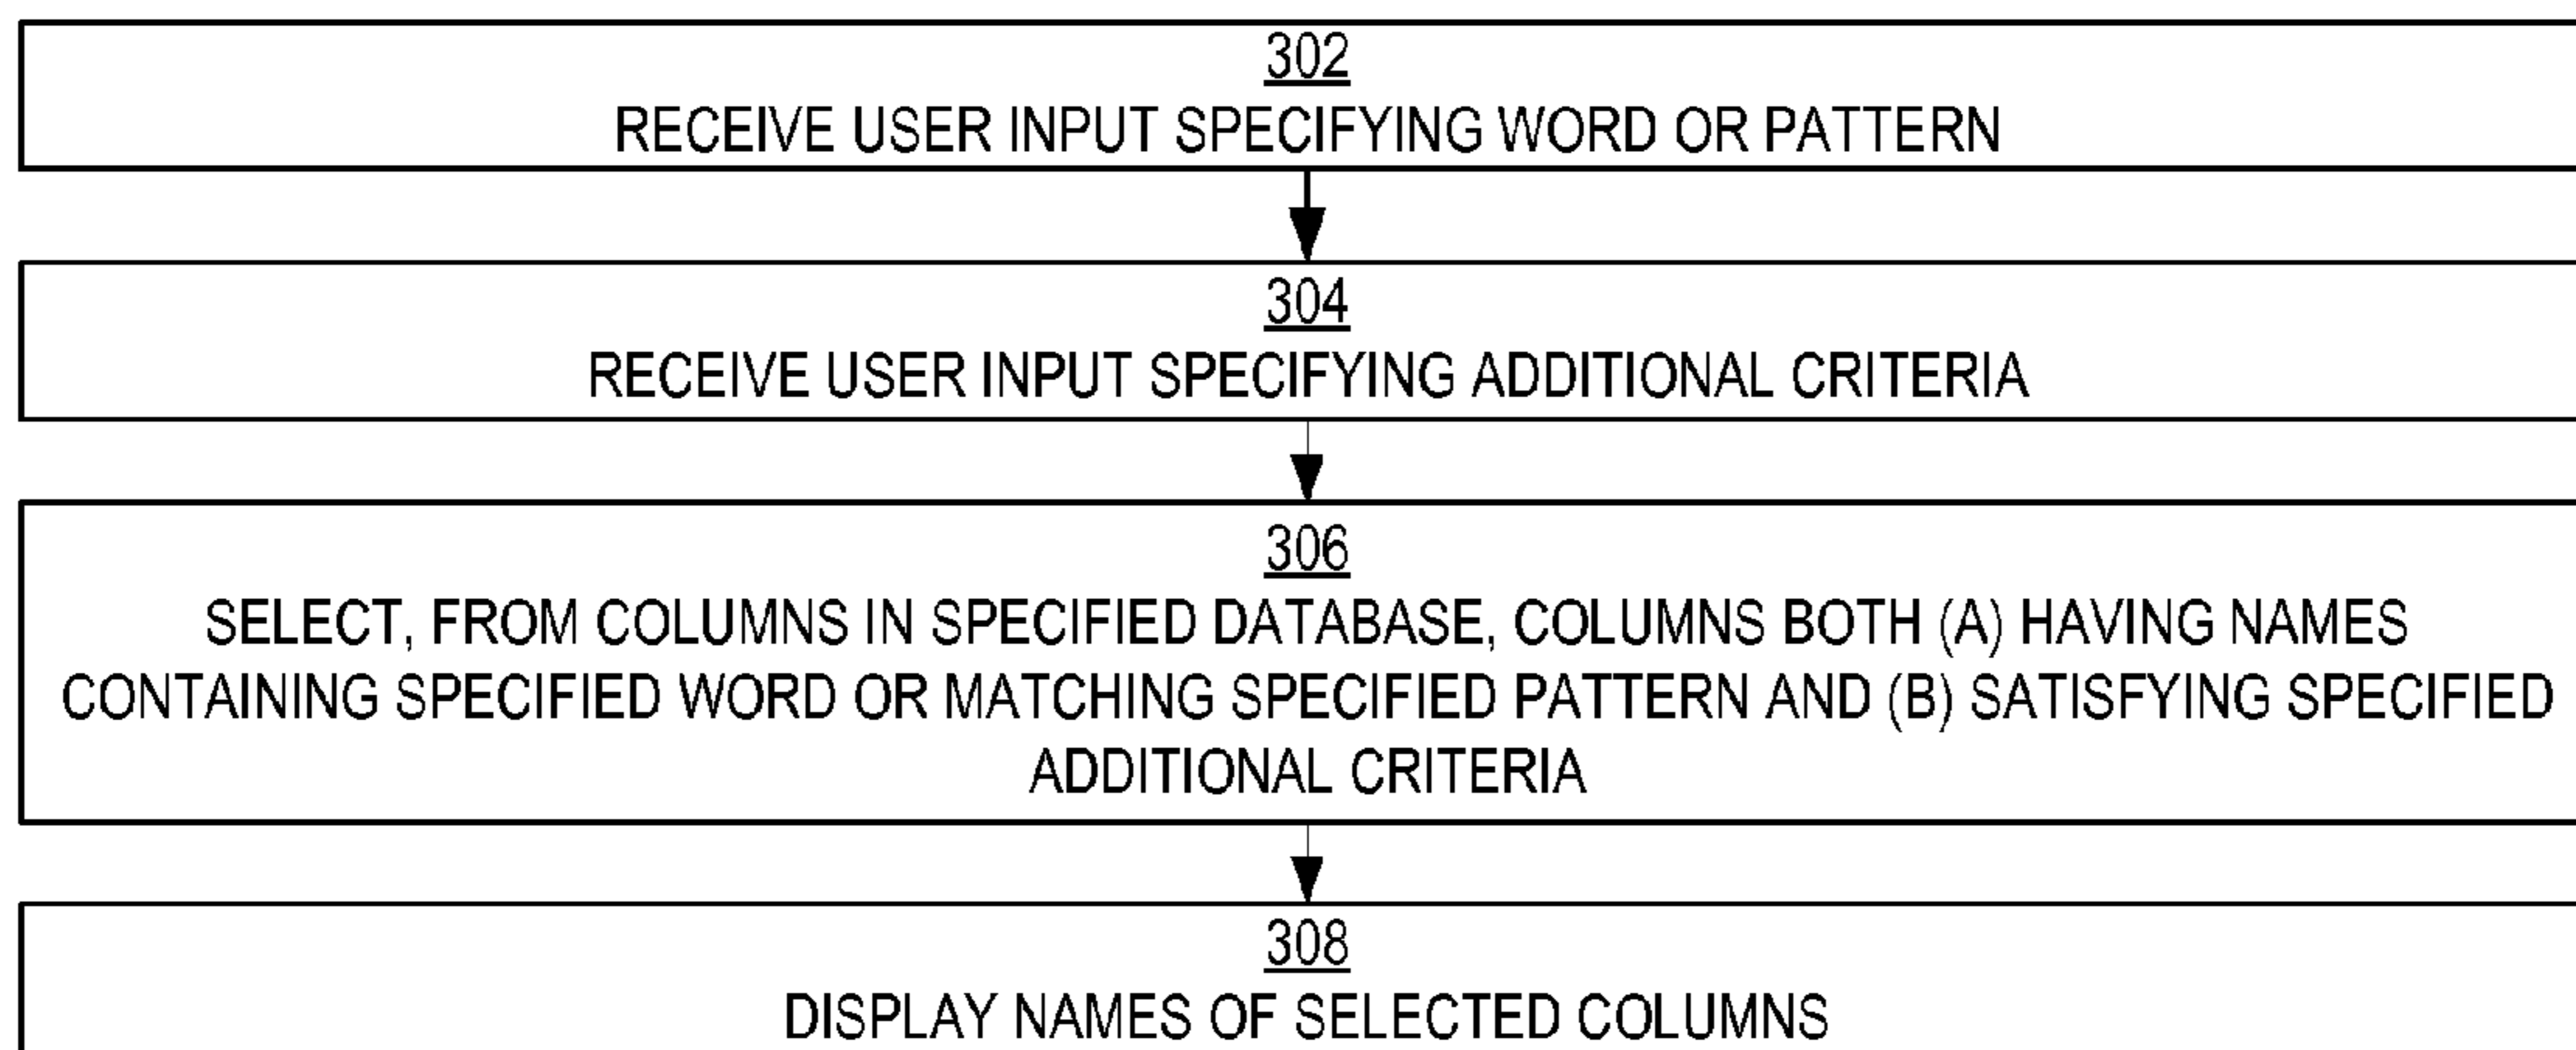 302
RECEIVE USER INPUT SPECIFYING WORD OR PATTERN
304
RECEIVE USER INPUT SPECIFYING ADDITIONAL CRITERIA
306
SELECT, FROM COLUMNS IN SPECIFIED DATABASE, COLUMNS BOTH (A) HAVING NAMES
CONTAINING SPECIFIED WORD OR MATCHING SPECIFIED PATTERN AND (B) SATISFYING SPECIFIED
ADDITIONAL CRITERIA
308
DISPLAY NAMES OF SELECTED COLUMNS